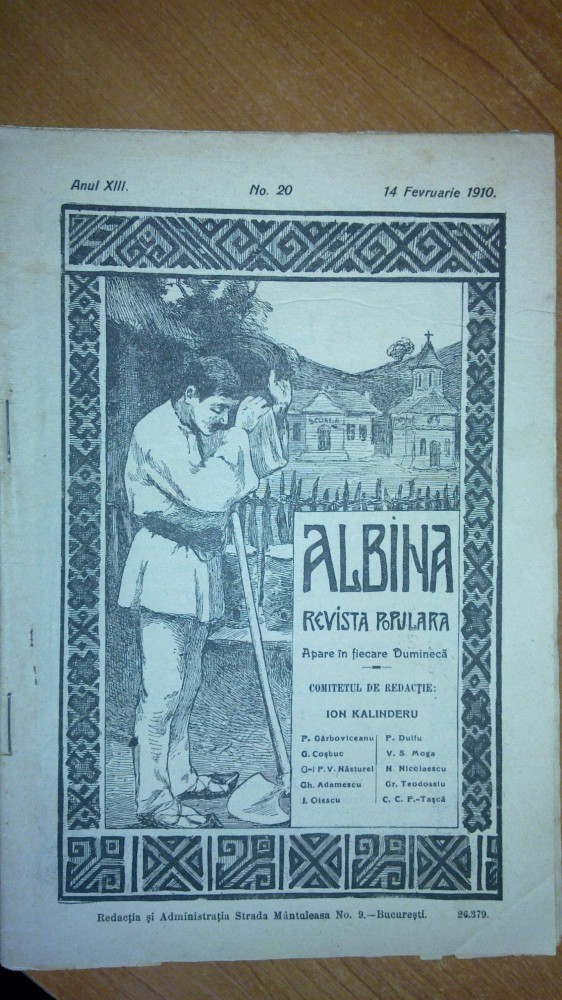 Anul XIII. No. 20 14 Fevruarie 1910.
ȘCOALA
ALBINA
REVISTA POPULARA
Apare în fiecare Duminecă
COMITETUL DE REDACȚIE:
ION KALINDERU
P. Gârboviceanu P. Dulfu
G. Coșbuc V. S. Moga
G-l P. V. Năsturel N. Nicolaescu
Gh. Adamescu Gr. Teodossiu
I. Otescu C. C. P.-Tașcă
Redacția și Administrația Strada Mântuleasa No. 9.—București. 26.379.